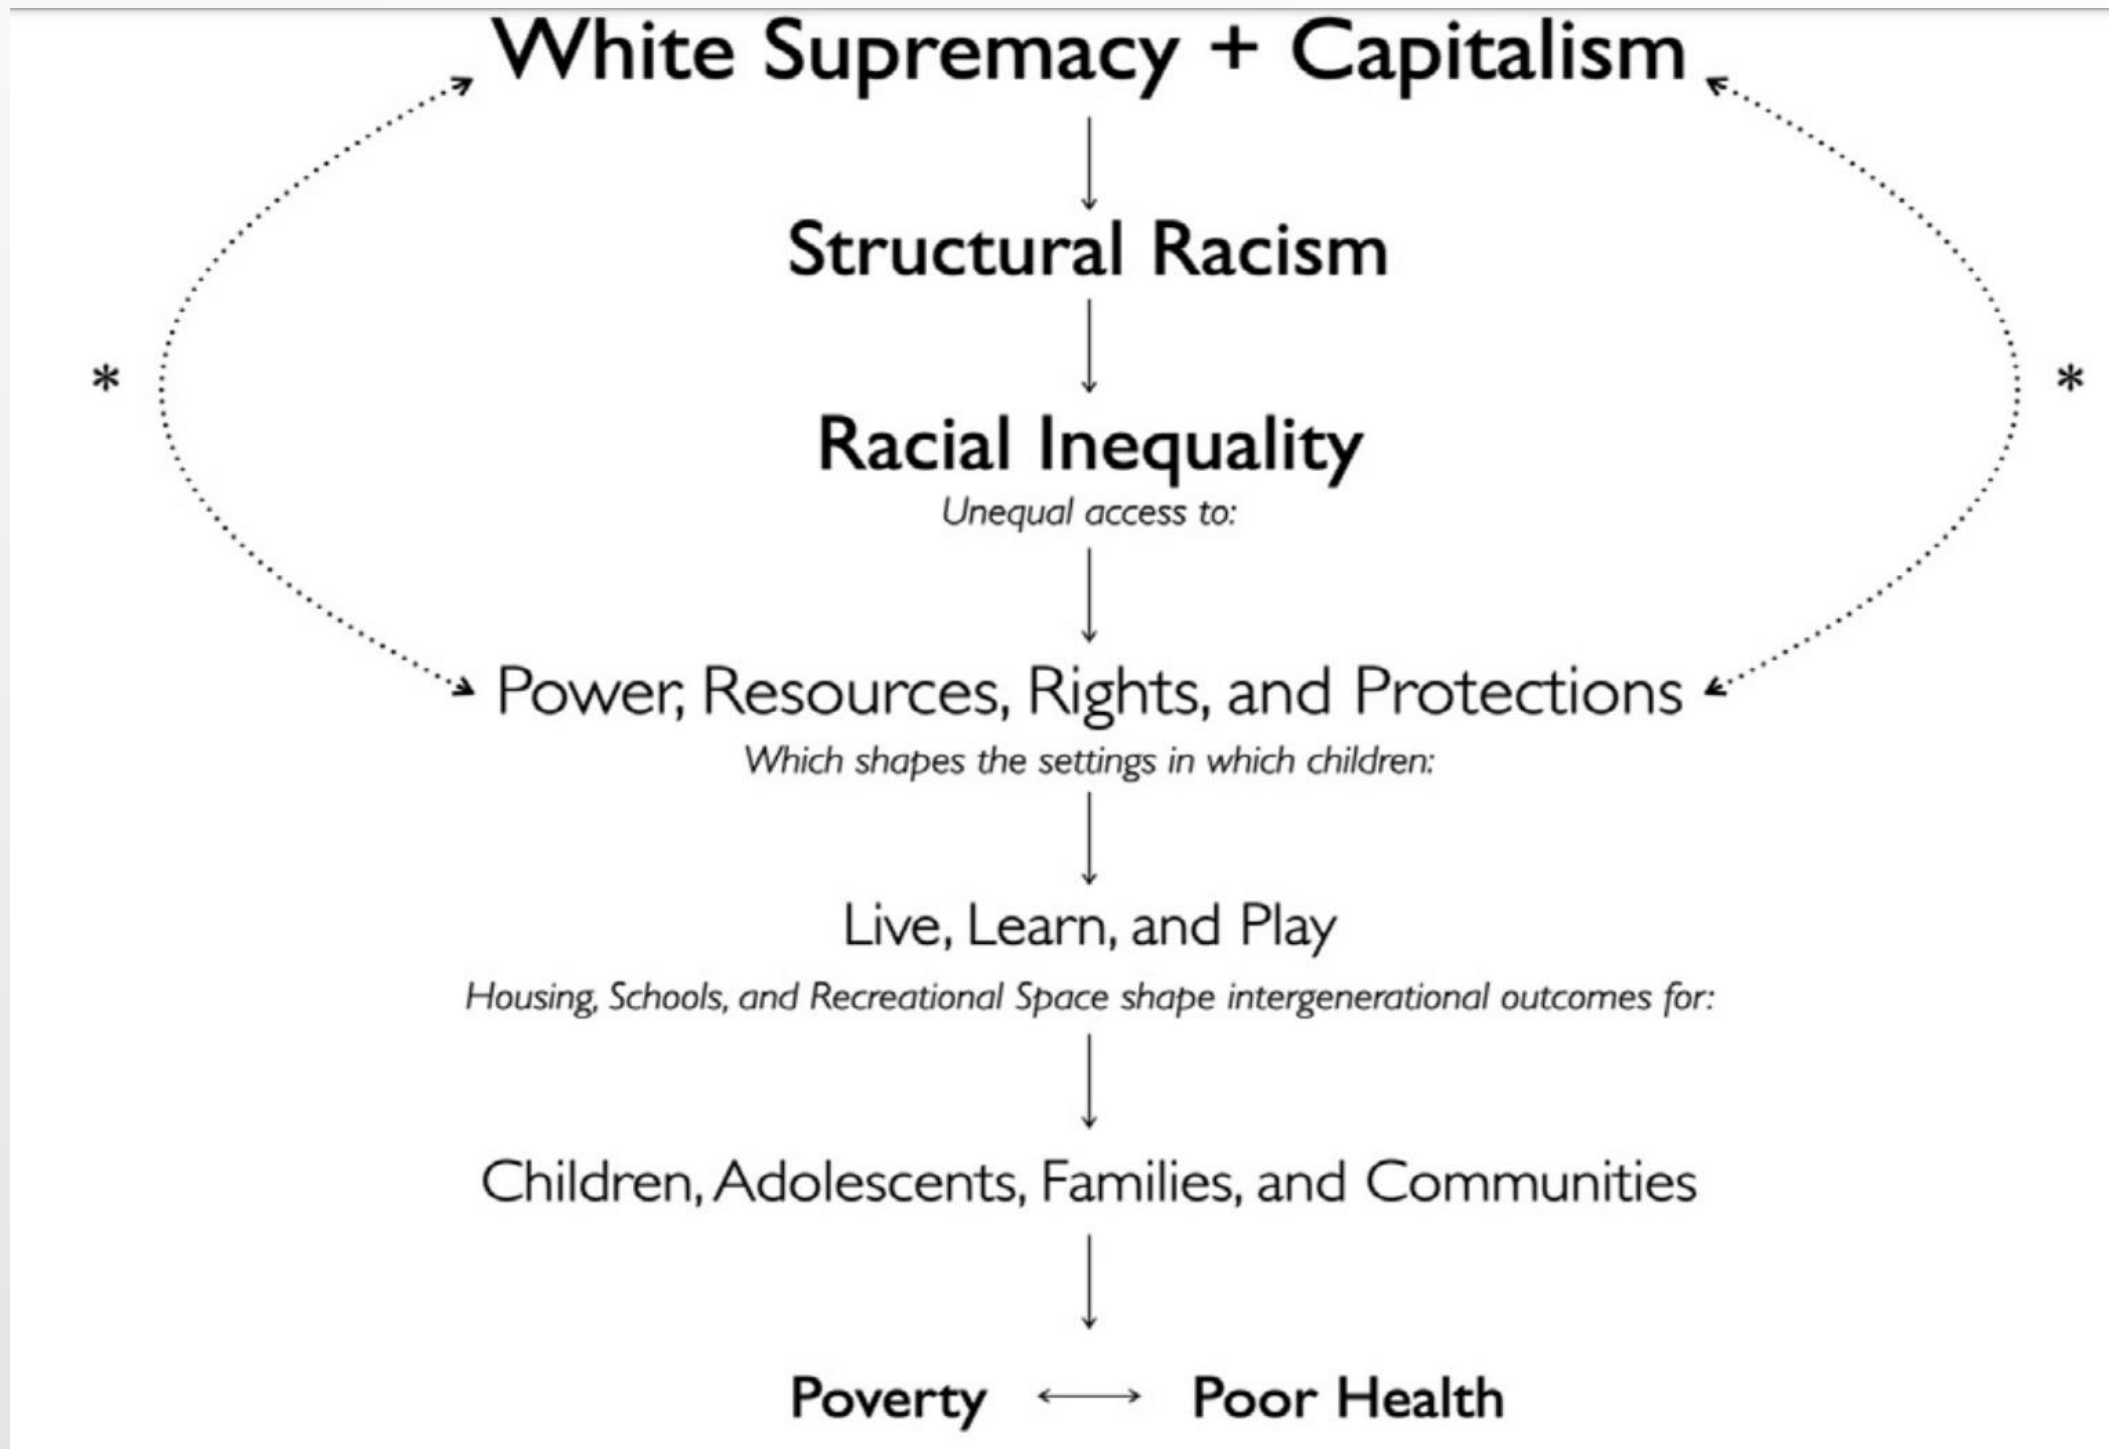 White Supremacy + Capitalism
Structural Racism
* *
Racial Inequality
Unequal access to:
Power, Resources, Rights, and Protections
Which shapes the settings in which children:
Live, Learn, and Play
Housing, Schools, and Recreational Space shape intergenerational outcomes for:
Children, Adolescents, Families, and Communities
Poverty Poor Health